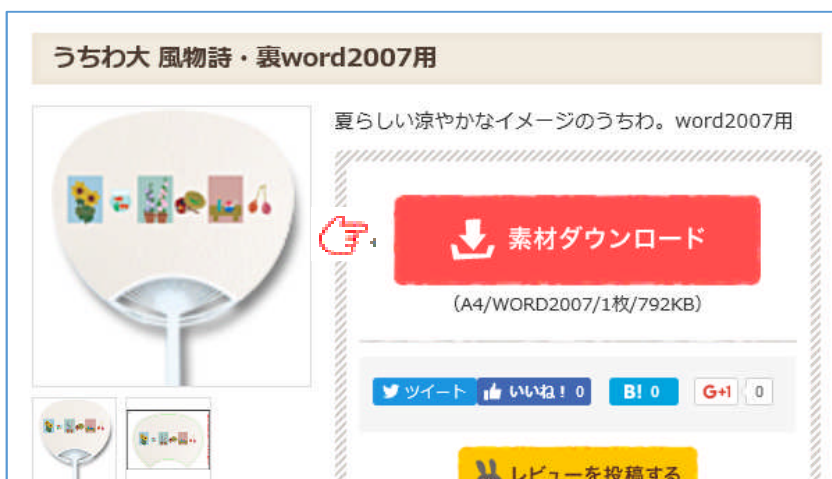 うちわ大 風物詩・裏word2007用
夏らしい涼やかなイメージのうちわ。word2007用
素材ダウンロード
（A4/WORD2007/1枚/792KB）
ツイート いいね！ 0 B! 0 G+1 0
レビューを投稿する